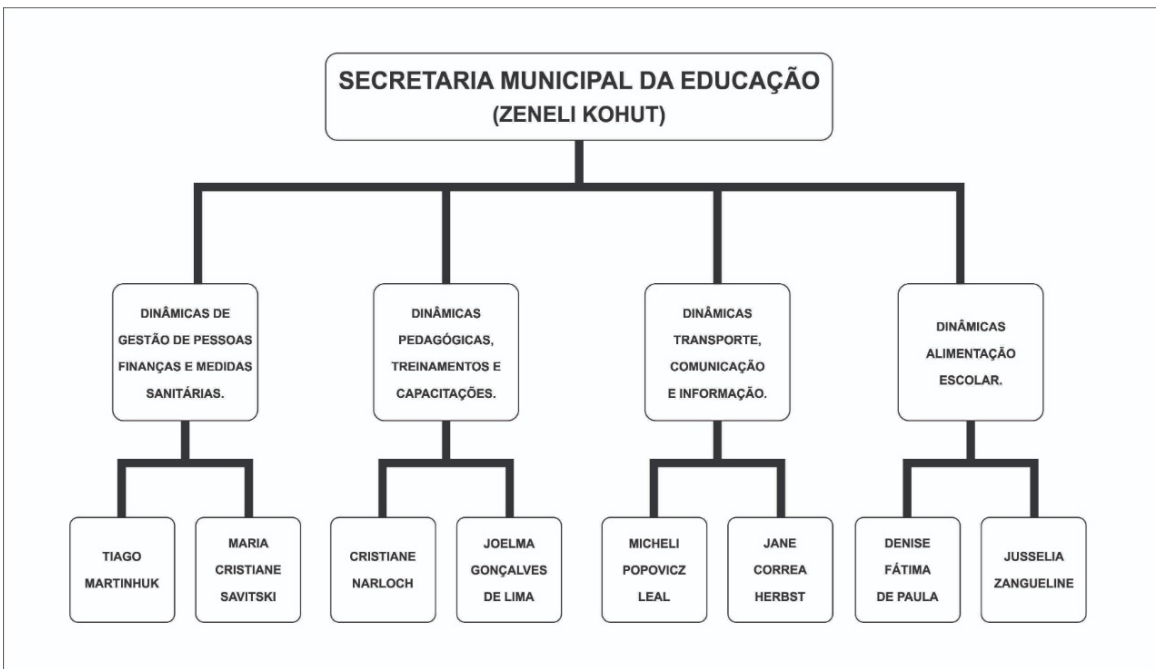 SECRETARIA MUNICIPAL DA EDUCAÇÃO
(ZENELI KOHUT)
DINÂMICAS DE
GESTÃO DE PESSOAS
FINANÇAS E MEDIDAS
SANITÁRIAS.
DINÂMICAS
PEDAGÓGICAS,
TREINAMENTOS E
CAPACITAÇÕES.
DINÂMICAS
TRANSPORTE,
COMUNICAÇÃO
E INFORMAÇÃO.
DINÂMICAS
ALIMENTAÇÃO
ESCOLAR.
TIAGO
MARTINHUK
MARIA
CRISTIANE
SAVITSKI
CRISTIANE
NARLOCH
JOELMA
GONÇALVES
DE LIMA
MICHELI
POPOVICZ
LEAL
JANE
CORREA
HERBST
DENISE
FÁTIMA
DE PAULA
JUSSELIA
ZANGUELINE